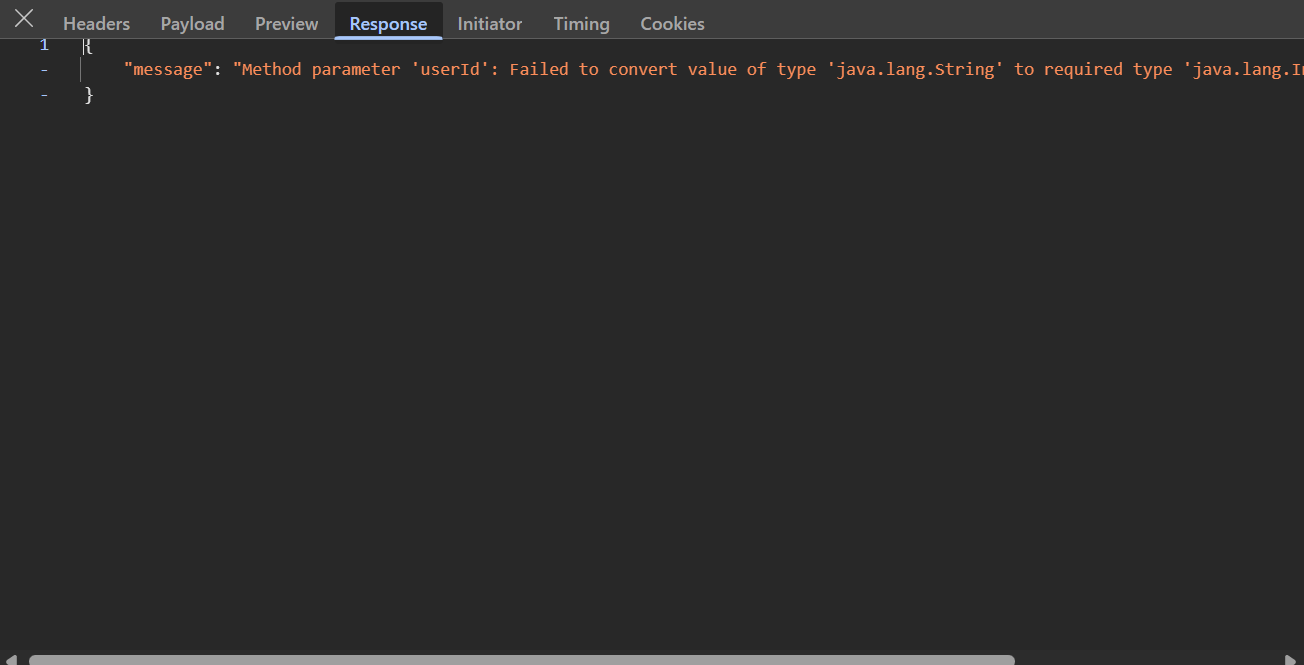 Headers Payload Preview Response Initiator Timing Cookies
1 {
- "message": "Method parameter 'userId': Failed to convert value of type 'java.lang.String' to required type 'java.lang.
- }